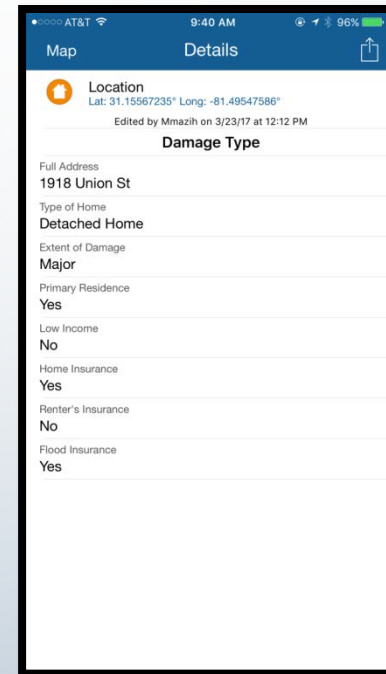 AT&T 9:40 AM 96%
Map Details
Location
Lat: 31.15567235° Long: -81.49547586°
Edited by Mmazih on 3/23/17 at 12:12 PM
Damage Type
Full Address
1918 Union St
Type of Home
Detached Home
Extent of Damage
Major
Primary Residence
Yes
Low Income
No
Home Insurance
Yes
Renter's Insurance
No
Flood Insurance
Yes